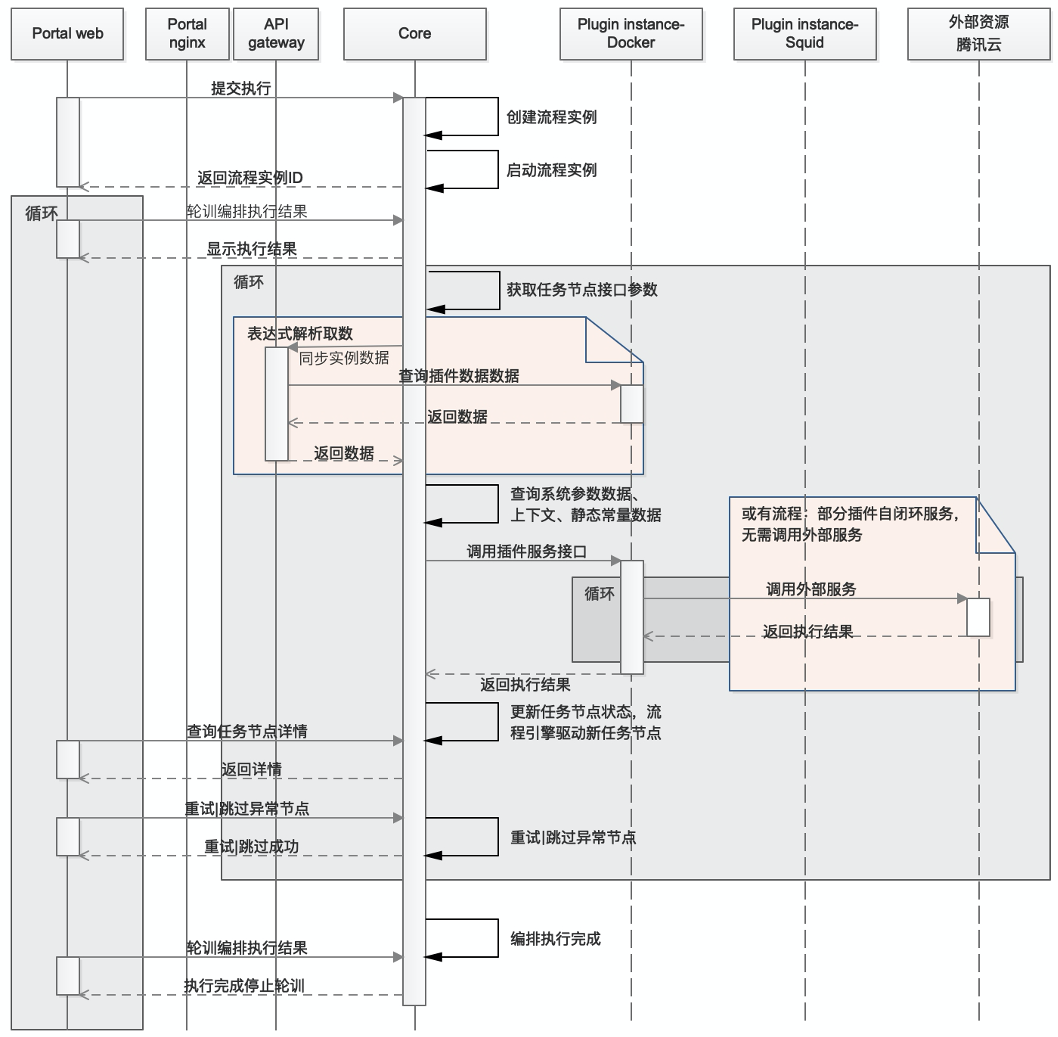 Portal web
Portal
nginx
API
gateway
Core
Plugin instance-
Docker
Plugin instance-
Squid
外部资源
腾讯云
提交执行
创建流程实例
启动流程实例
返回流程实例ID
循环
轮训编排执行结果
显示执行结果
循环
获取任务节点接口参数
表达式解析取数
同步实例数据
查询插件数据数据
返回数据
返回数据
查询系统参数数据、
上下文、静态常量数据
或有流程：部分插件自闭环服务，
无需调用外部服务
调用插件服务接口
循环
调用外部服务
返回执行结果
返回执行结果
更新任务节点状态，流
程引擎驱动新任务节点
查询任务节点详情
返回详情
重试|跳过异常节点
重试|跳过异常节点
重试|跳过成功
编排执行完成
轮训编排执行结果
执行完成停止轮训